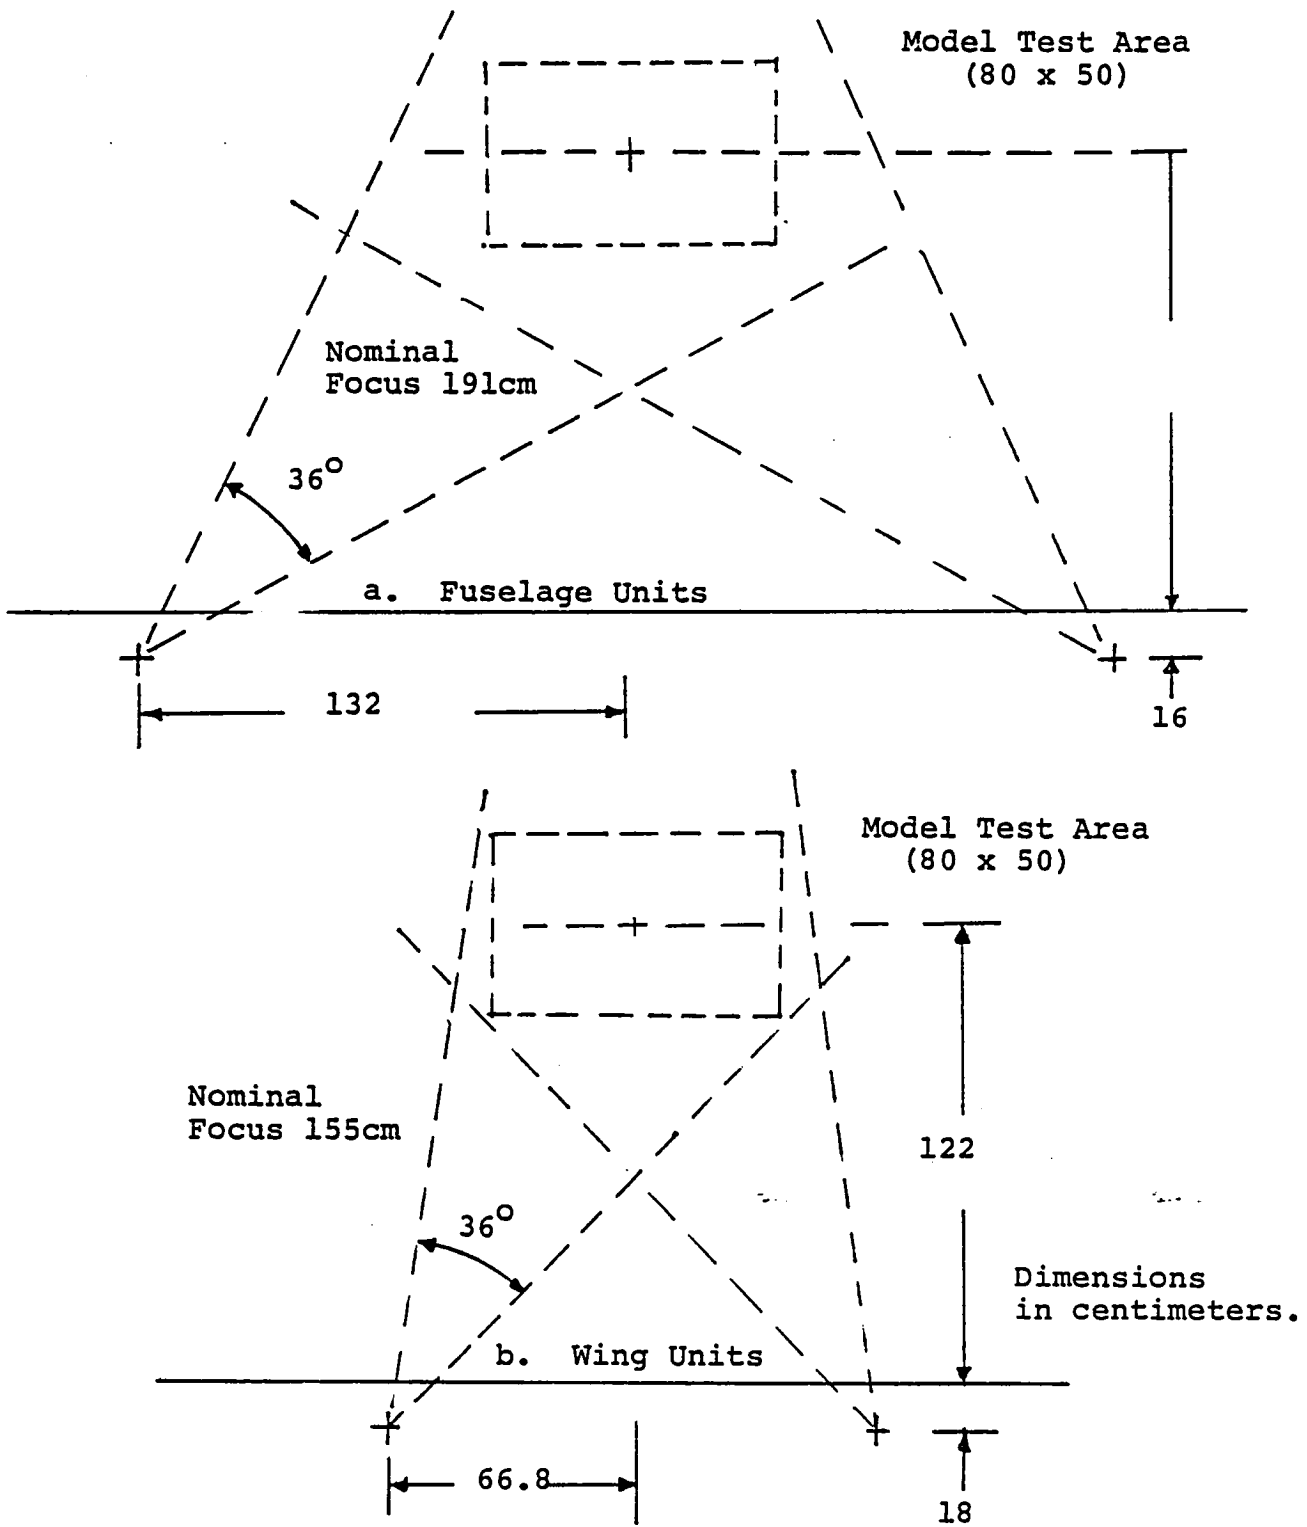 Model Test Area
(80 x 50)
Nominal
Focus 191cm
36°
a. Fuselage Units
132
16
Model Test Area
(80 x 50)
Nominal
Focus 155cm
122
36°
Dimensions
in centimeters.
b. Wing Units
66.8
18